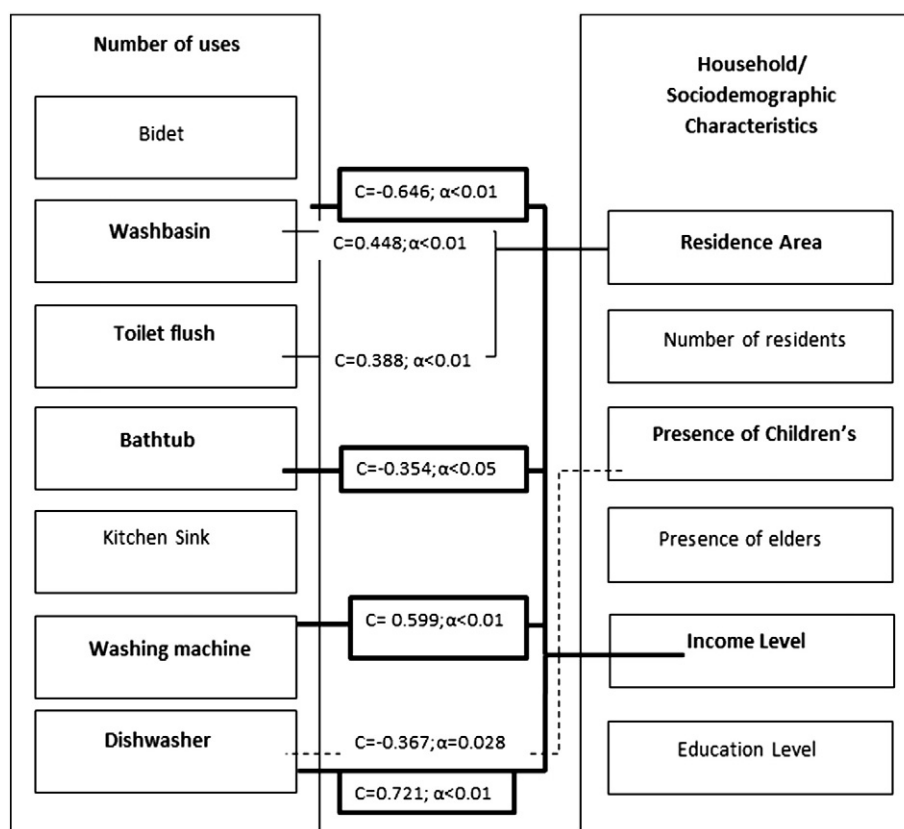 Number of uses
Bidet
Washbasin
Toilet flush
Bathtub
Kitchen Sink
Washing machine
Dishwasher
C=-0.646; α<0.01
C=0.448;α<0.01
C=0.388; α<0.01
C=-0.354;α<0.05
C= 0.599;α<0.01
C=-0.367;α=0.028
C=0.721; α<0.01
Household/
Sociodemographic
Characteristics
Residence Area
Number of residents
Presence of Children’s
Presence of elders
Income Level
Education Level